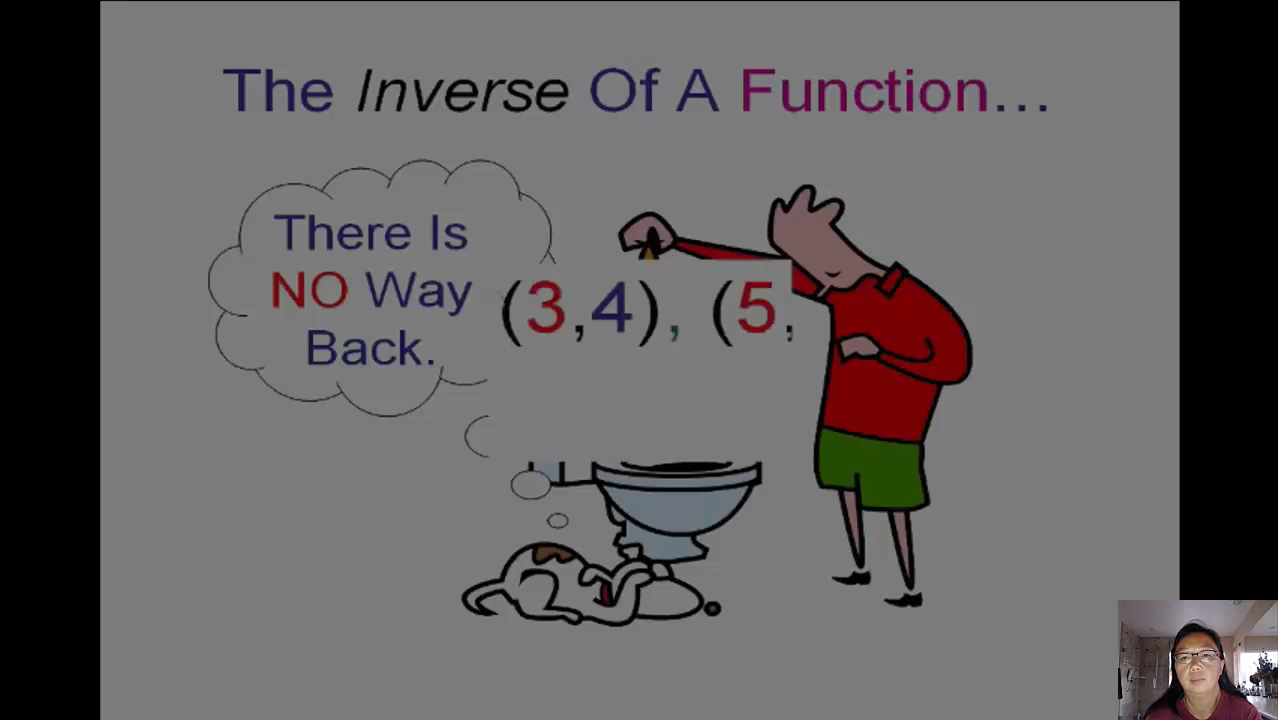 The Inverse Of A Function...
There Is
NO Way
Back.
(3,4), (5,